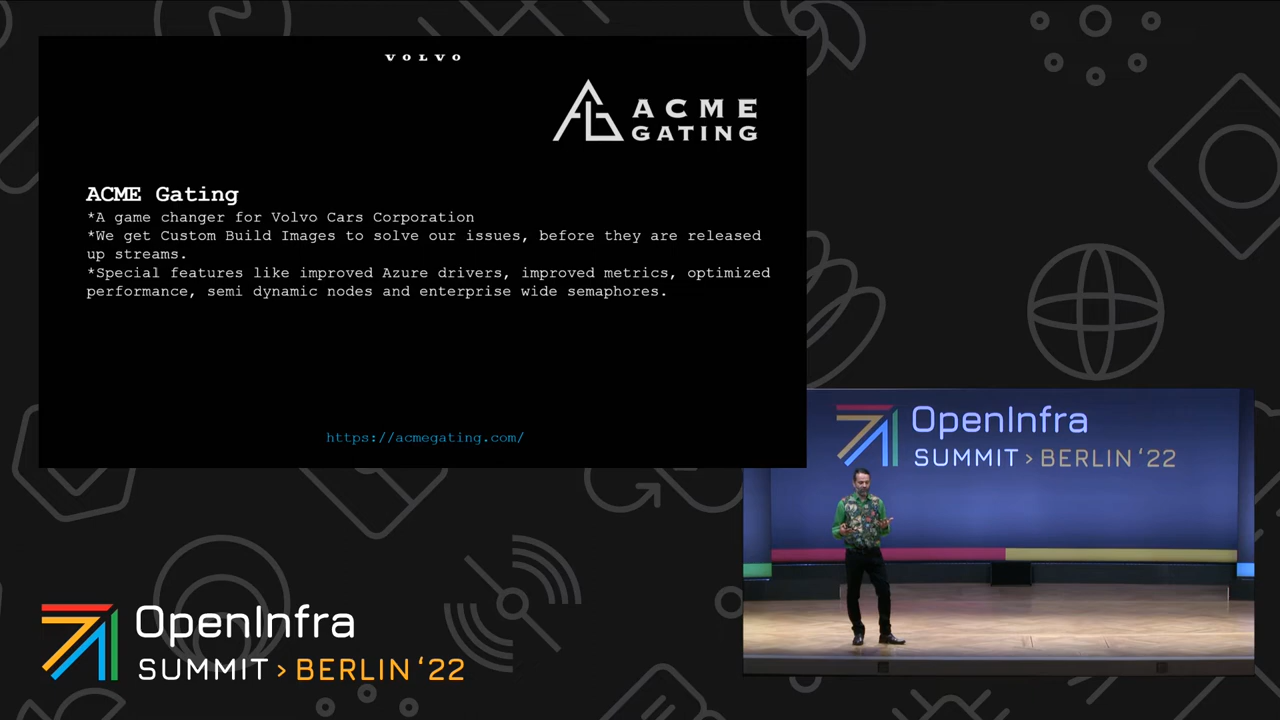 VOLVO
ACME
GATING
ACME Gating
*A game changer for Volvo Cars Corporation
*We get Custom Build Images to solve our issues, before they are released
up streams.
*Special features like improved Azure drivers, improved metrics, optimized
performance, semi dynamic nodes and enterprise wide semaphores.
https://acmegating.com/
OpenInfra
SUMMIT > BERLIN '22
OpenInfra
SUMMIT > BERLIN '22